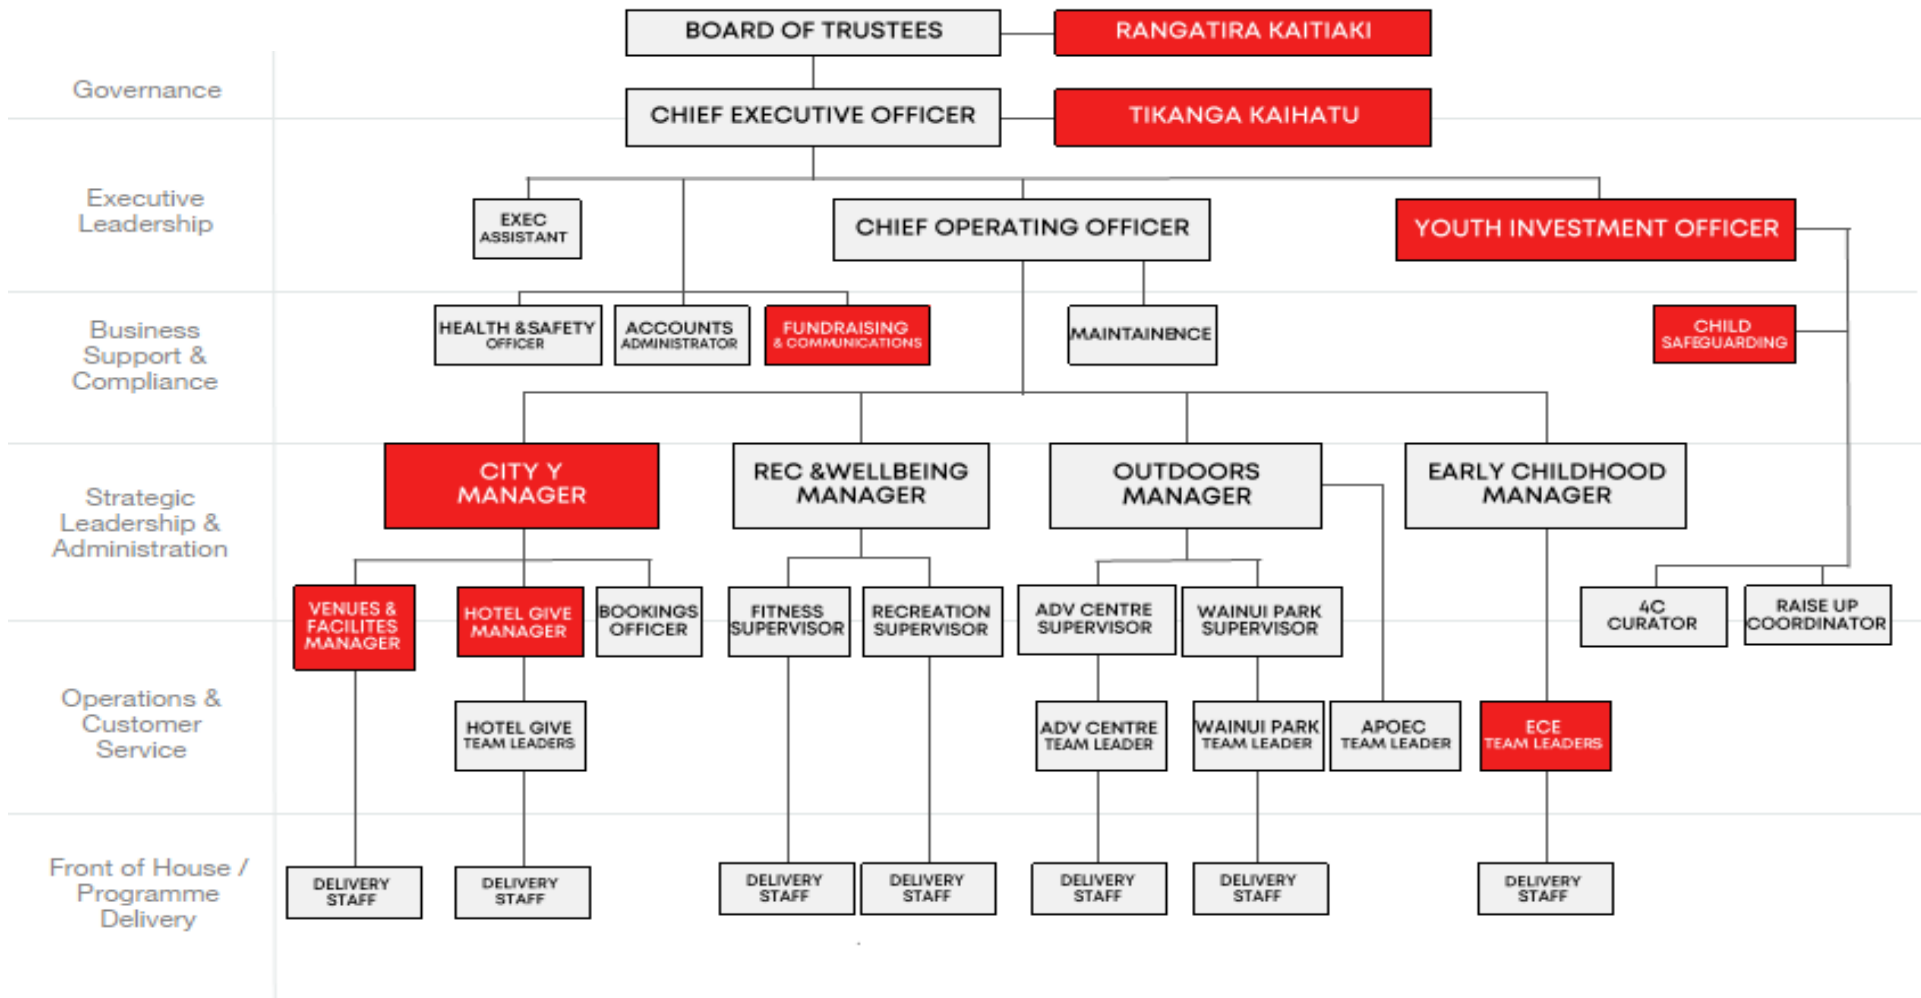 BOARD OF TRUSTEES
RANGATIRA KAITIAKI
Governance
CHIEF EXECUTIVE OFFICER
TIKANGA KAIHATU
Executive
Leadership
EXEC
ASSISTANT
CHIEF OPERATING OFFICER
YOUTH INVESTMENT OFFICER
Business
Support &
Compliance
HEALTH & SAFETY
OFFICER
ACCOUNTS
ADMINISTRATOR
FUNDRAISING
& COMMUNICATIONS
MAINTAINENCE
CHILD
SAFEGUARDING
Strategic
Leadership &
Administration
CITY Y
MANAGER
REC & WELLBEING
MANAGER
OUTDOORS
MANAGER
EARLY CHILDHOOD
MANAGER
VENUES &
FACILITES
MANAGER
HOTEL GIVE
MANAGER
BOOKINGS
OFFICER
FITNESS
SUPERVISOR
RECREATION
SUPERVISOR
ADV CENTRE
SUPERVISOR
WAINUI PARK
SUPERVISOR
4C
CURATOR
RAISE UP
COORDINATOR
Operations &
Customer
Service
HOTEL GIVE
TEAM LEADERS
ADV CENTRE
TEAM LEADER
WAINUI PARK
TEAM LEADER
APOEC
TEAM LEADER
ECE
TEAM LEADERS
Front of House /
Programme
Delivery
DELIVERY
STAFF
DELIVERY
STAFF
DELIVERY
STAFF
DELIVERY
STAFF
DELIVERY
STAFF
DELIVERY
STAFF
DELIVERY
STAFF